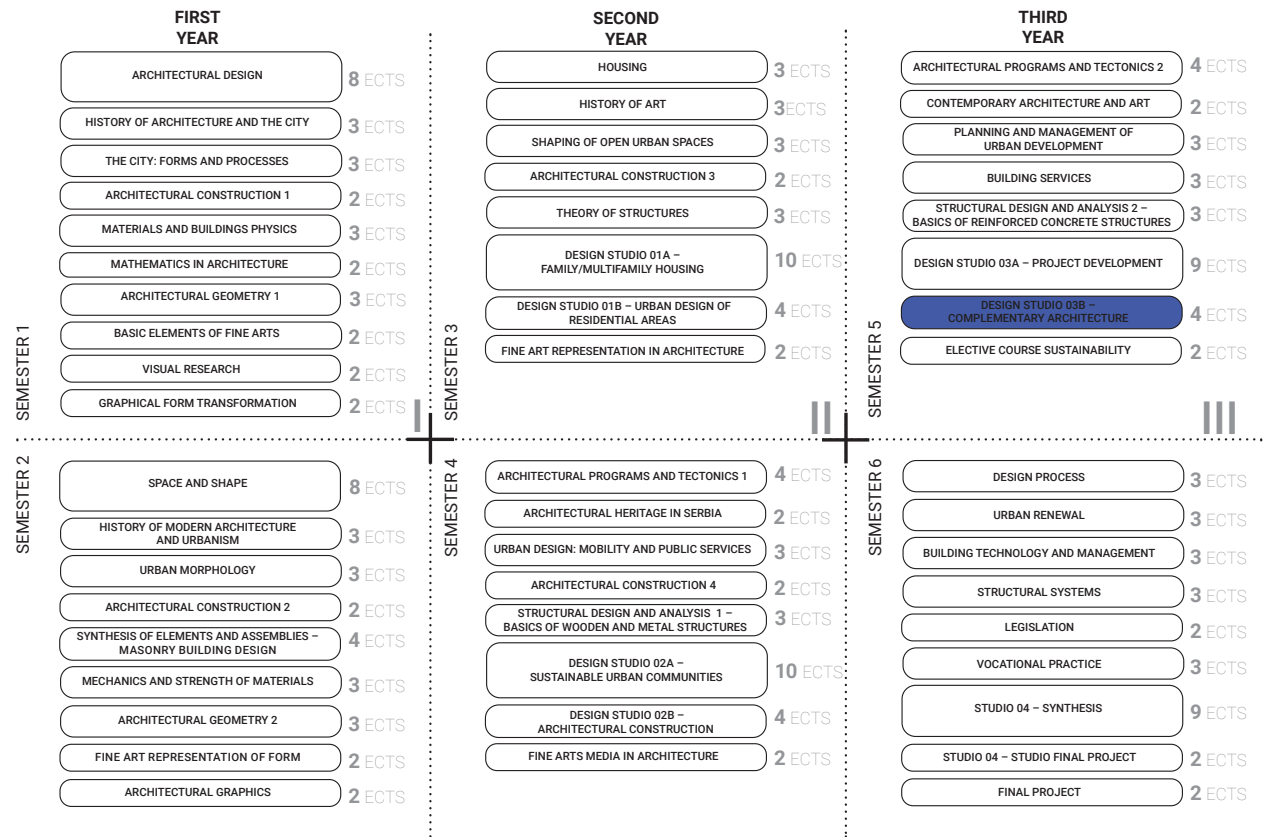 FIRST
YEAR
ARCHITECTURAL DESIGN
8 ECTS
HISTORY OF ARCHITECTURE AND THE CITY
3 ECTS
THE CITY: FORMS AND PROCESSES
3 ECTS
ARCHITECTURAL CONSTRUCTION 1
2 ECTS
MATERIALS AND BUILDINGS PHYSICS
3 ECTS
MATHEMATICS IN ARCHITECTURE
2 ECTS
ARCHITECTURAL GEOMETRY 1
3 ECTS
BASIC ELEMENTS OF FINE ARTS
2 ECTS
VISUAL RESEARCH
2 ECTS
GRAPHICAL FORM TRANSFORMATION
2 ECTS
SEMESTER 1
I
SECOND
YEAR
HOUSING
3 ECTS
HISTORY OF ART
3ECTS
SHAPING OF OPEN URBAN SPACES
3 ECTS
ARCHITECTURAL CONSTRUCTION 3
2 ECTS
THEORY OF STRUCTURES
3 ECTS
DESIGN STUDIO 01A –
FAMILY/MULTIFAMILY HOUSING
10 ECTS
DESIGN STUDIO 01B – URBAN DESIGN OF
RESIDENTIAL AREAS
4 ECTS
FINE ART REPRESENTATION IN ARCHITECTURE
2 ECTS
SEMESTER 3
II
THIRD
YEAR
ARCHITECTURAL PROGRAMS AND TECTONICS 2
4 ECTS
CONTEMPORARY ARCHITECTURE AND ART
2 ECTS
PLANNING AND MANAGEMENT OF
URBAN DEVELOPMENT
3 ECTS
BUILDING SERVICES
3 ECTS
STRUCTURAL DESIGN AND ANALYSIS 2 –
BASICS OF REINFORCED CONCRETE STRUCTURES
3 ECTS
DESIGN STUDIO 03A – PROJECT DEVELOPMENT
9 ECTS
DESIGN STUDIO 03B –
COMPLEMENTARY ARCHITECTURE
4 ECTS
ELECTIVE COURSE SUSTAINABILITY
2 ECTS
SEMESTER 5
III
SEMESTER 2
SPACE AND SHAPE
8 ECTS
HISTORY OF MODERN ARCHITECTURE
AND URBANISM
3 ECTS
URBAN MORPHOLOGY
3 ECTS
ARCHITECTURAL CONSTRUCTION 2
2 ECTS
SYNTHESIS OF ELEMENTS AND ASSEMBLIES –
MASONRY BUILDING DESIGN
4 ECTS
MECHANICS AND STRENGTH OF MATERIALS
3 ECTS
ARCHITECTURAL GEOMETRY 2
3 ECTS
FINE ART REPRESENTATION OF FORM
2 ECTS
ARCHITECTURAL GRAPHICS
2 ECTS
SEMESTER 4
ARCHITECTURAL PROGRAMS AND TECTONICS 1
4 ECTS
ARCHITECTURAL HERITAGE IN SERBIA
2 ECTS
URBAN DESIGN: MOBILITY AND PUBLIC SERVICES
3 ECTS
ARCHITECTURAL CONSTRUCTION 4
2 ECTS
STRUCTURAL DESIGN AND ANALYSIS 1 –
BASICS OF WOODEN AND METAL STRUCTURES
3 ECTS
DESIGN STUDIO 02A –
SUSTAINABLE URBAN COMMUNITIES
10 ECTS
DESIGN STUDIO 02B –
ARCHITECTURAL CONSTRUCTION
4 ECTS
FINE ARTS MEDIA IN ARCHITECTURE
2 ECTS
SEMESTER 6
DESIGN PROCESS
3 ECTS
URBAN RENEWAL
3 ECTS
BUILDING TECHNOLOGY AND MANAGEMENT
3 ECTS
STRUCTURAL SYSTEMS
3 ECTS
LEGISLATION
2 ECTS
VOCATIONAL PRACTICE
3 ECTS
STUDIO 04 – SYNTHESIS
9 ECTS
STUDIO 04 – STUDIO FINAL PROJECT
2 ECTS
FINAL PROJECT
2 ECTS